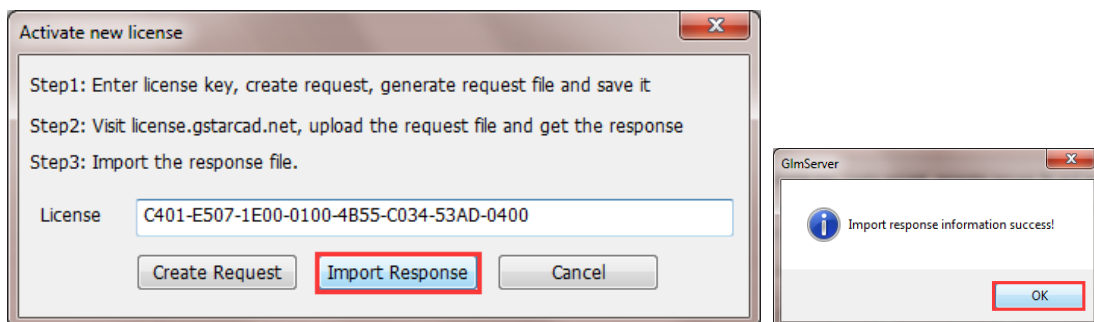 Activate new license
Step1: Enter license key, create request, generate request file and save it
Step2: Visit license.gstarcad.net, upload the request file and get the response
Step3: Import the response file.
License C401-E507-1E00-0100-4B55-C034-53AD-0400
Create Request Import Response Cancel
GlmServer
Import response information success!
OK